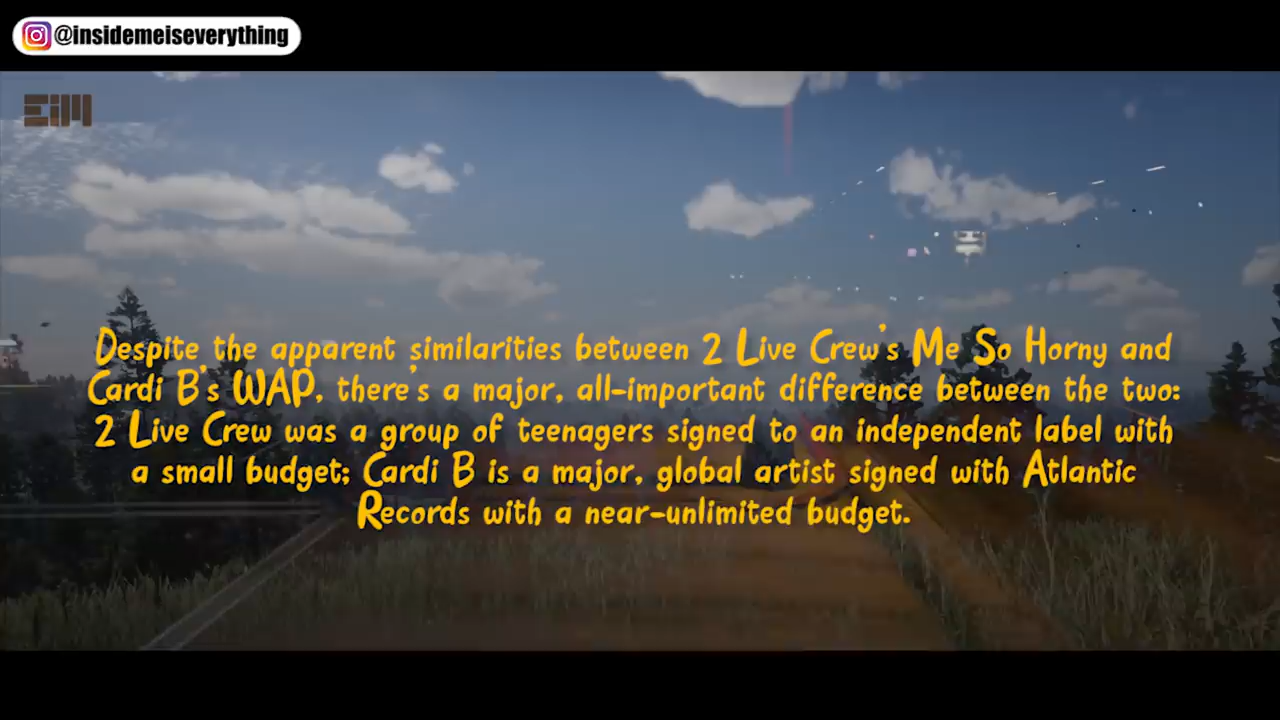 @insidemeiseverything
EIM
Despite the apparent similarities between 2 Live Crew's Me So Horny and
Cardi B's WAP, there's a major, all-important difference between the two:
2 Live Crew was a group of teenagers signed to an independent label with
a small budget; Cardi B is a major, global artist signed with Atlantic
Records with a near-unlimited budget.